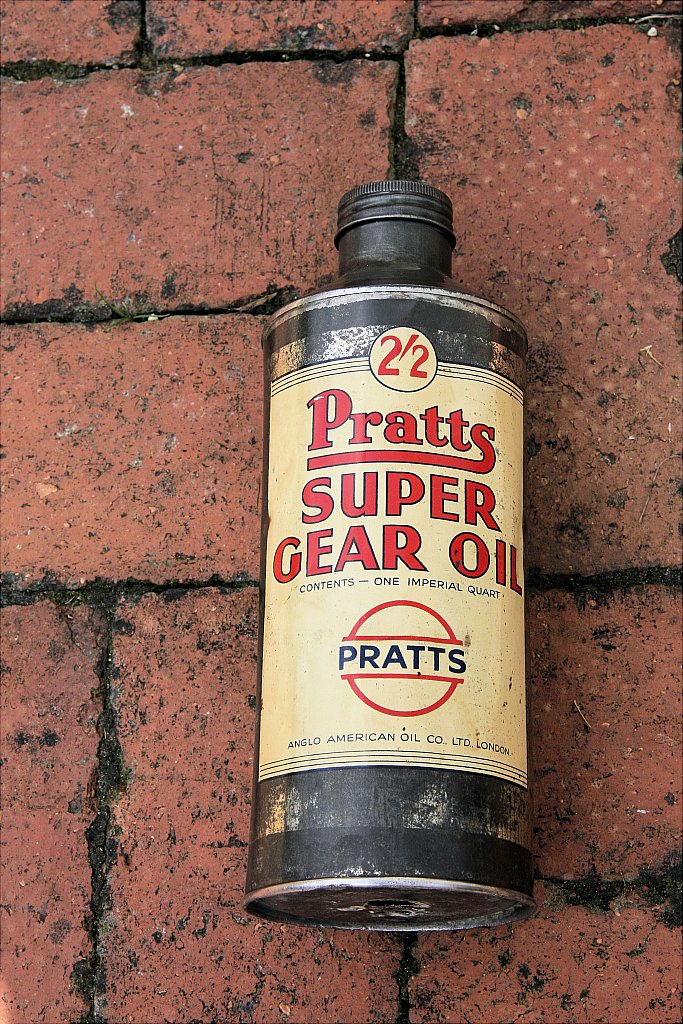 2/2
Pratts
SUPER
GEAR OIL
CONTENTS — ONE IMPERIAL QUART
PRATTS
ANGLO AMERICAN OIL CO., LTD., LONDON.